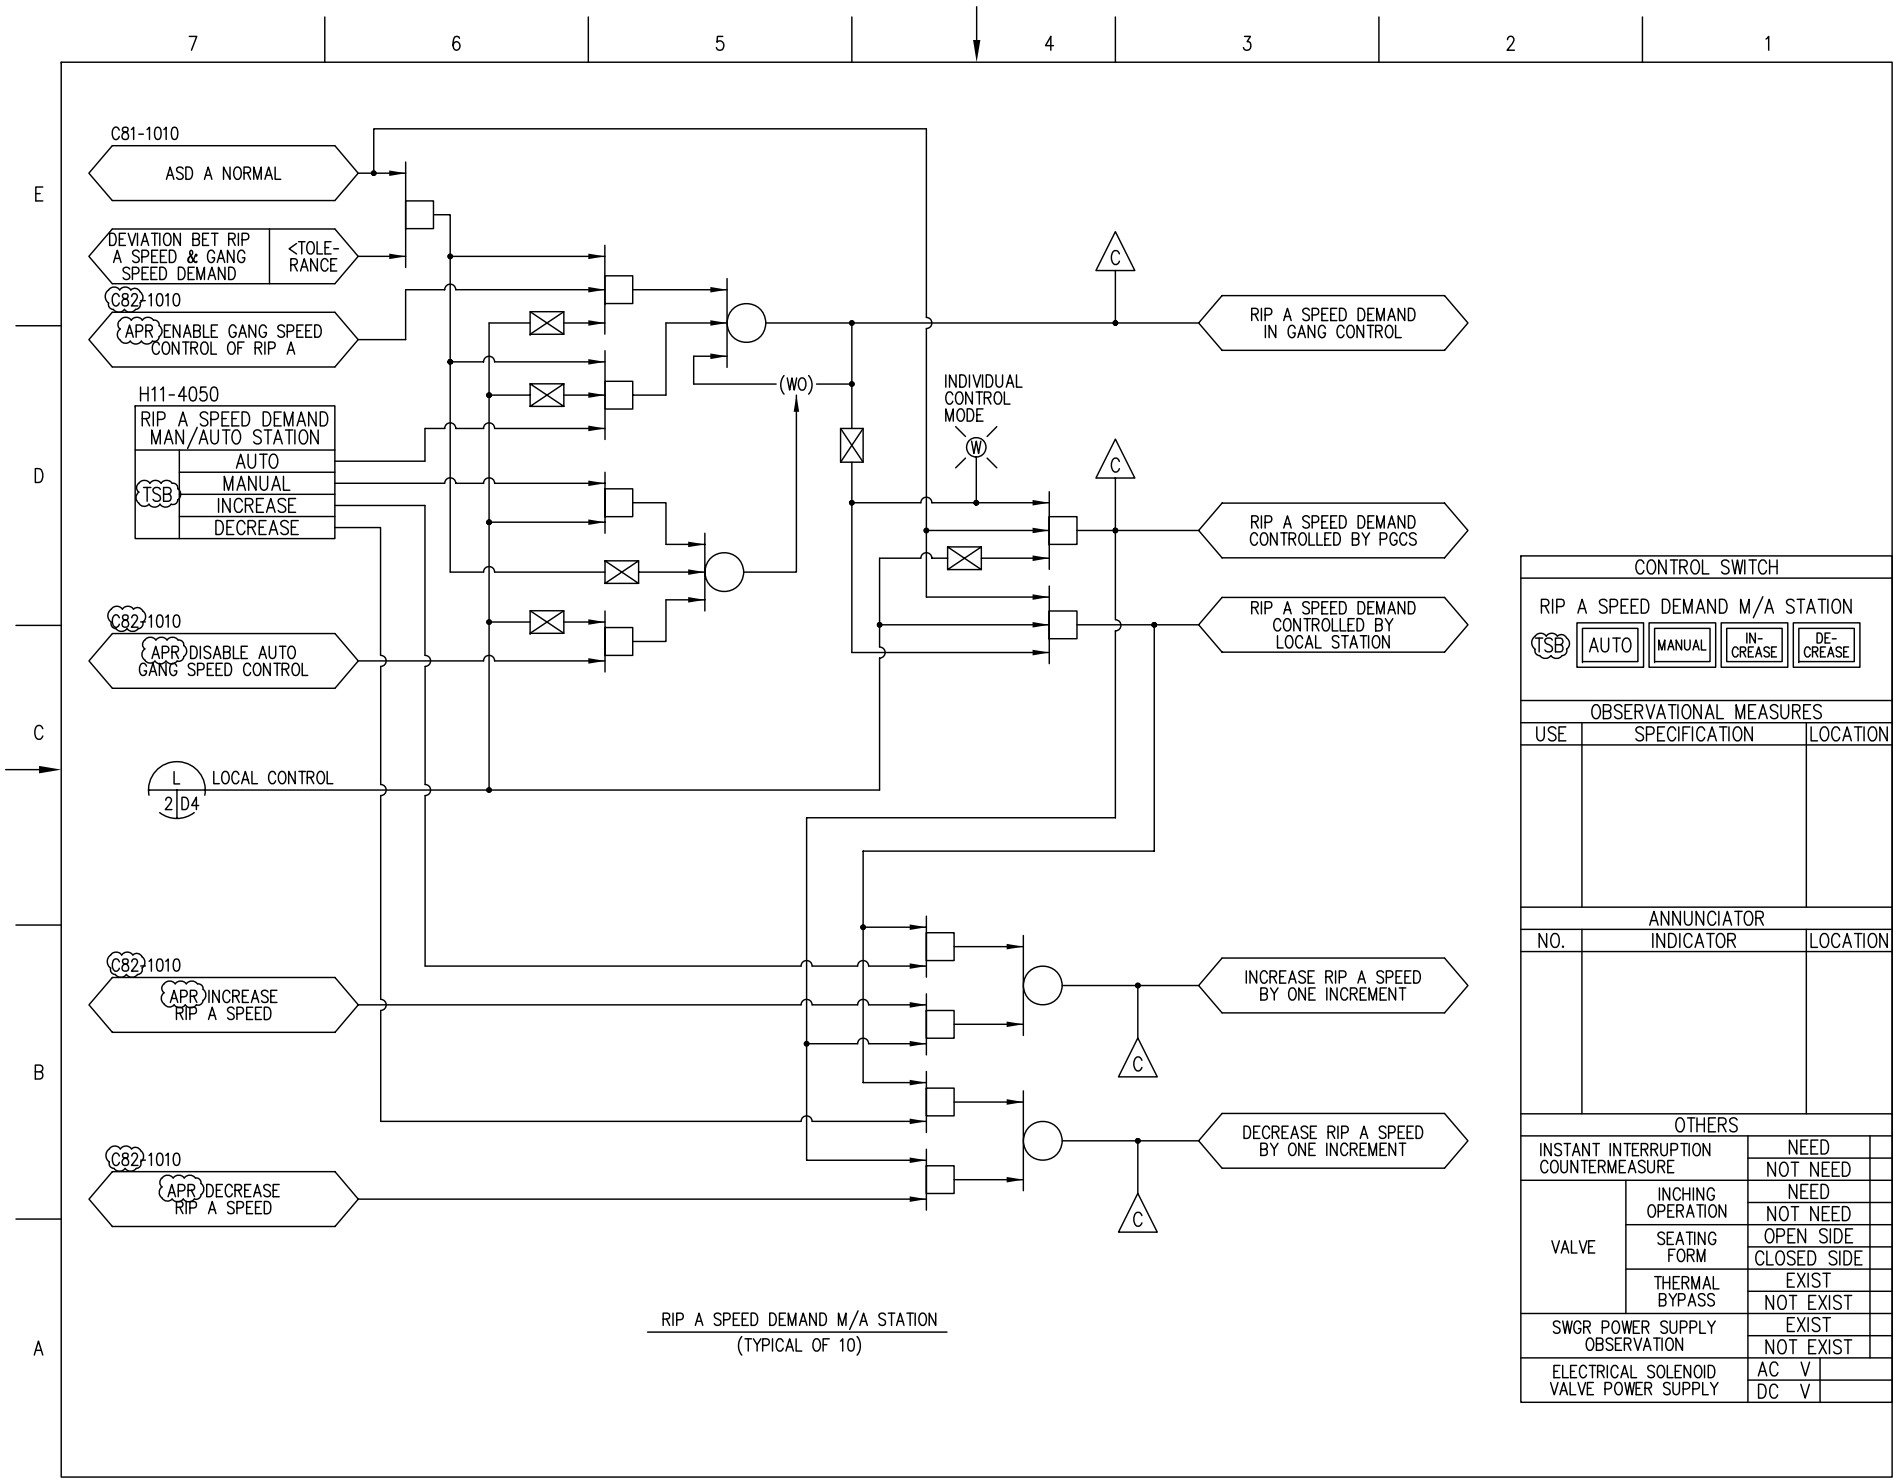 7 6 5 4 3 2 1
E
D
C
B
A
C81-1010
ASD A NORMAL
DEVIATION BET RIP
A SPEED & GANG
SPEED DEMAND
<TOLE-
RANCE
C82-1010
APR ENABLE GANG SPEED
CONTROL OF RIP A
H11-4050
RIP A SPEED DEMAND
MAN/AUTO STATION
TSB
AUTO
MANUAL
INCREASE
DECREASE
C82-1010
APR DISABLE AUTO
GANG SPEED CONTROL
L
2 D4
LOCAL CONTROL
C82-1010
APR INCREASE
RIP A SPEED
C82-1010
APR DECREASE
RIP A SPEED
(WO)
INDIVIDUAL
CONTROL
MODE
W
C
RIP A SPEED DEMAND
IN GANG CONTROL
C
RIP A SPEED DEMAND
CONTROLLED BY PGCS
RIP A SPEED DEMAND
CONTROLLED BY
LOCAL STATION
INCREASE RIP A SPEED
BY ONE INCREMENT
C
DECREASE RIP A SPEED
BY ONE INCREMENT
C
RIP A SPEED DEMAND M/A STATION
(TYPICAL OF 10)
CONTROL SWITCH
RIP A SPEED DEMAND M/A STATION
TSB
AUTO
MANUAL
IN-
CREASE
DE-
CREASE
OBSERVATIONAL MEASURES
USE SPECIFICATION LOCATION
ANNUNCIATOR
NO. INDICATOR LOCATION
OTHERS
INSTANT INTERRUPTION
COUNTERMEASURE
NEED
NOT NEED
VALVE
INCHING
OPERATION
NEED
NOT NEED
SEATING
FORM
OPEN SIDE
CLOSED SIDE
THERMAL
BYPASS
EXIST
NOT EXIST
SWGR POWER SUPPLY
OBSERVATION
EXIST
NOT EXIST
ELECTRICAL SOLENOID
VALVE POWER SUPPLY
AC V
DC V